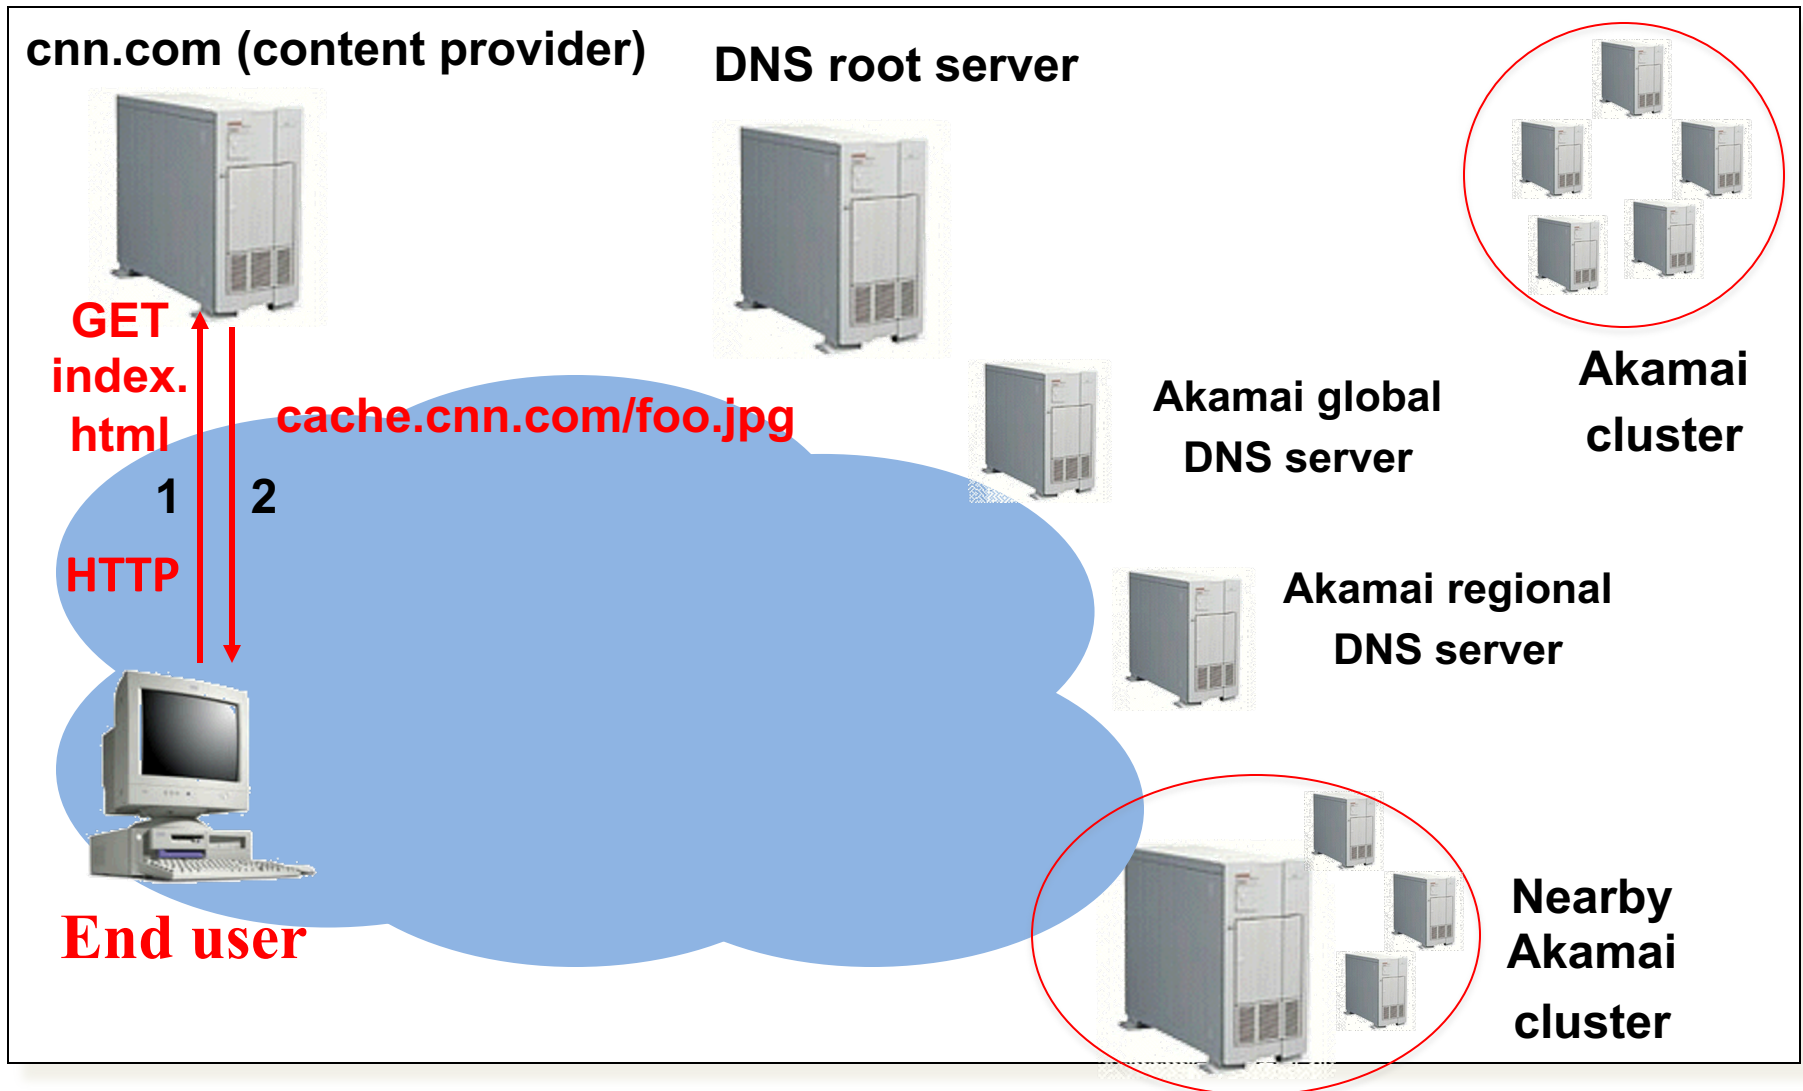 cnn.com (content provider)
DNS root server
GET
index.
html
cache.cnn.com/foo.jpg
1
2
HTTP
Akamai global
DNS server
Akamai
cluster
Akamai regional
DNS server
End user
Nearby
Akamai
cluster